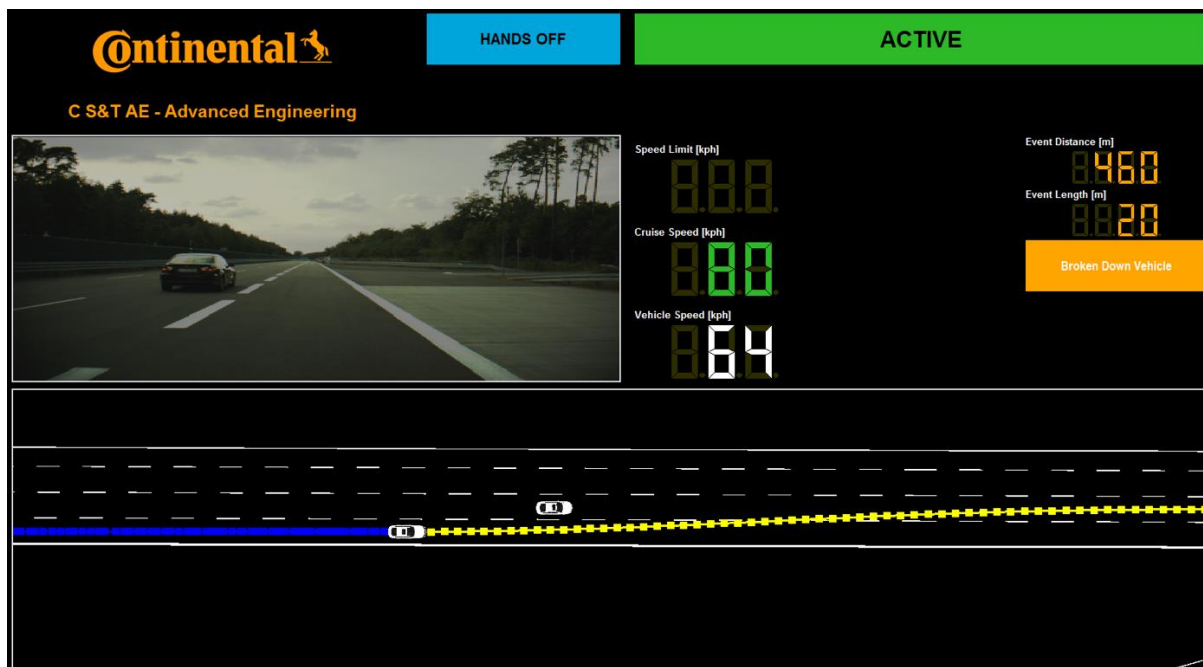 Continental
HANDS OFF
ACTIVE
C S&T AE - Advanced Engineering
Speed Limit [kph]
Cruise Speed [kph]
80
Vehicle Speed [kph]
64
Event Distance [m]
460
Event Length [m]
20
Broken Down Vehicle